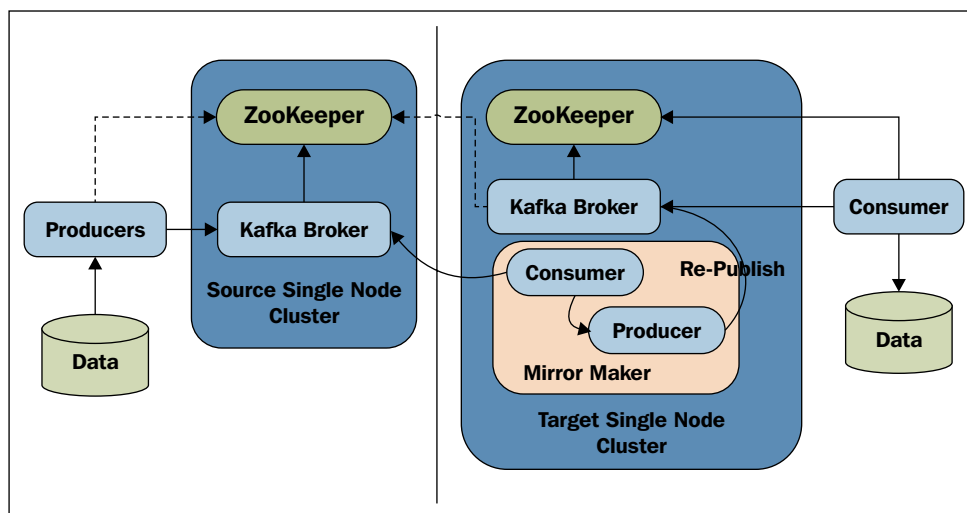 ZooKeeper
Producers
Kafka Broker
Source Single Node
Cluster
Data
ZooKeeper
Kafka Broker
Consumer
Re-Publish
Producer
Mirror Maker
Target Single Node
Cluster
Consumer
Data